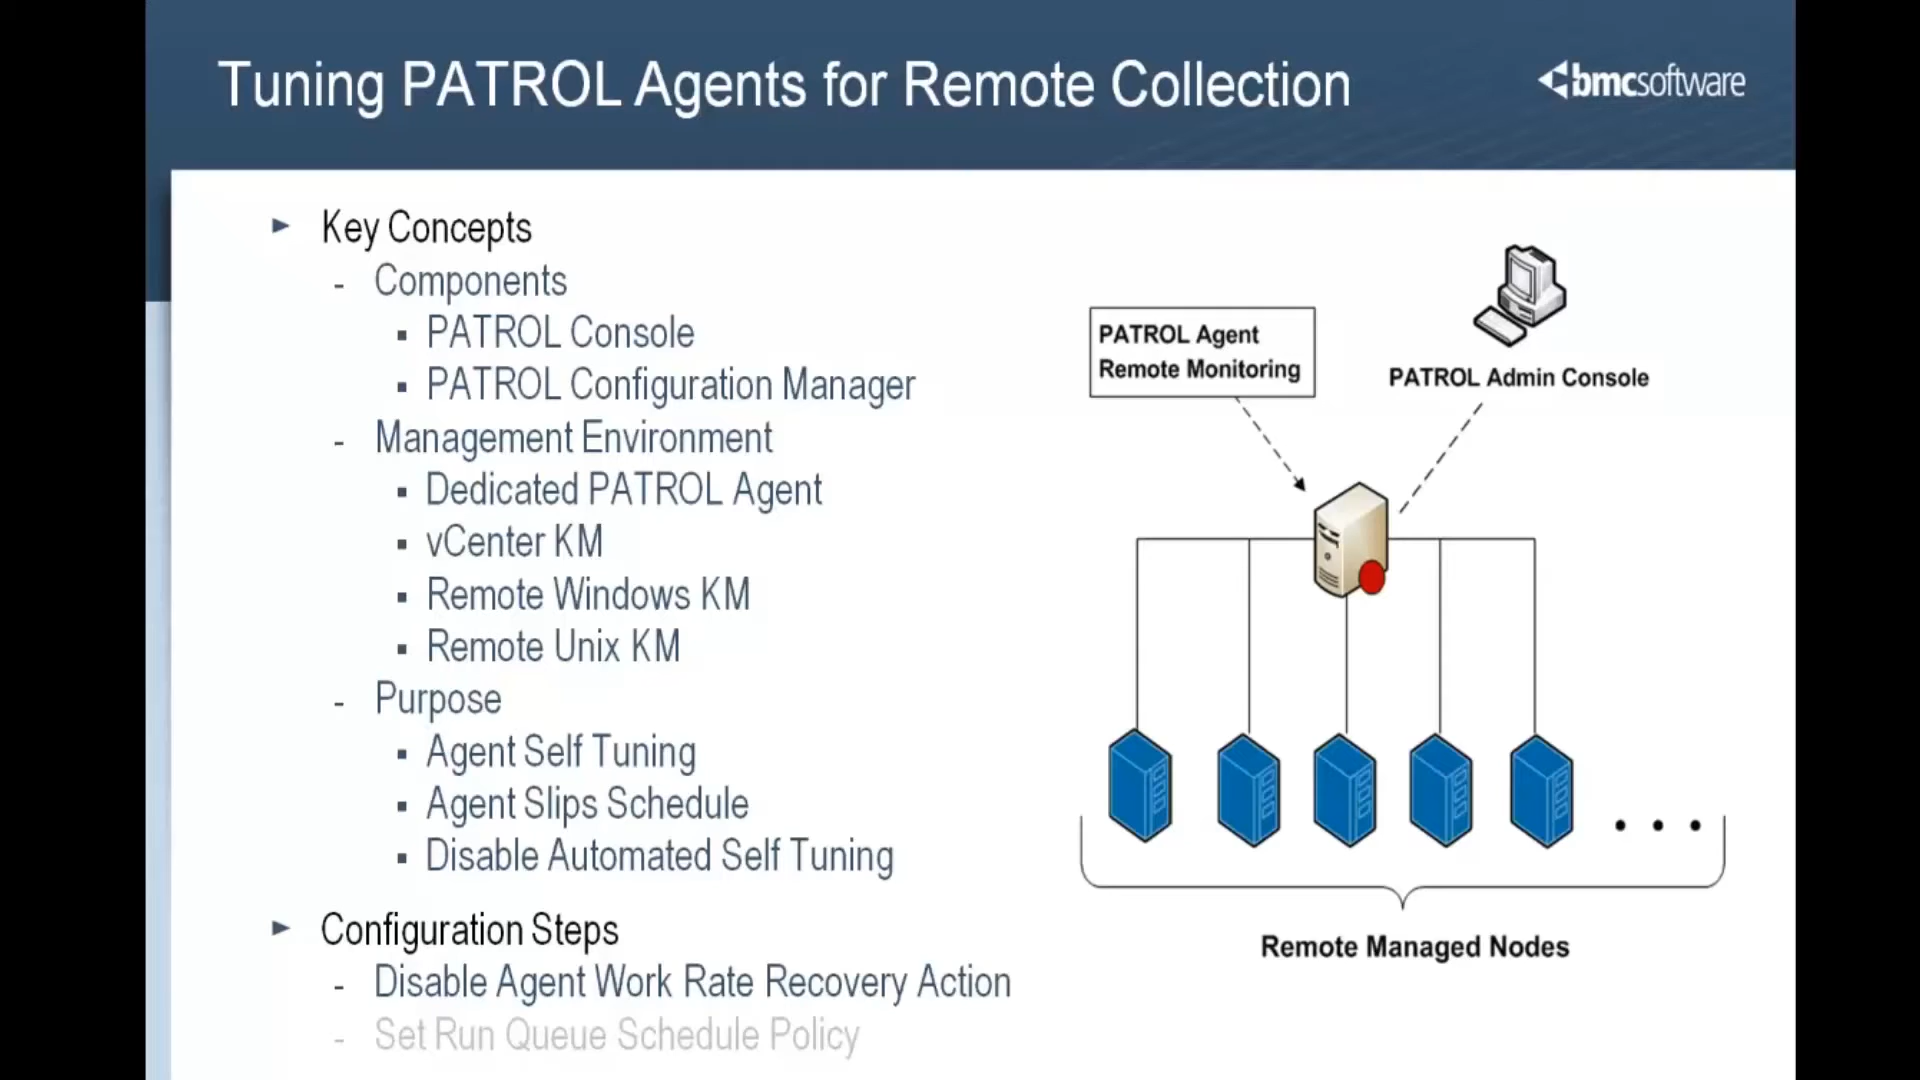 Tuning PATROL Agents for Remote Collection
bmcsoftware
► Key Concepts
- Components
▪ PATROL Console
▪ PATROL Configuration Manager
- Management Environment
▪ Dedicated PATROL Agent
▪ vCenter KM
▪ Remote Windows KM
▪ Remote Unix KM
- Purpose
▪ Agent Self Tuning
▪ Agent Slips Schedule
▪ Disable Automated Self Tuning
► Configuration Steps
- Disable Agent Work Rate Recovery Action
- Set Run Queue Schedule Policy
PATROL Agent
Remote Monitoring
PATROL Admin Console
• • •
Remote Managed Nodes